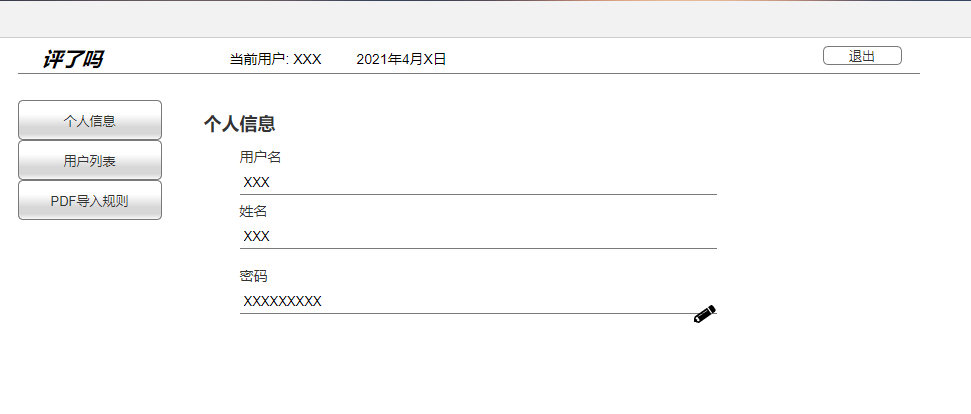 评了吗 当前用户: XXX 2021年4月X日 退出
个人信息
用户列表
PDF导入规则
个人信息
用户名
XXX
姓名
XXX
密码
XXXXXXXXX